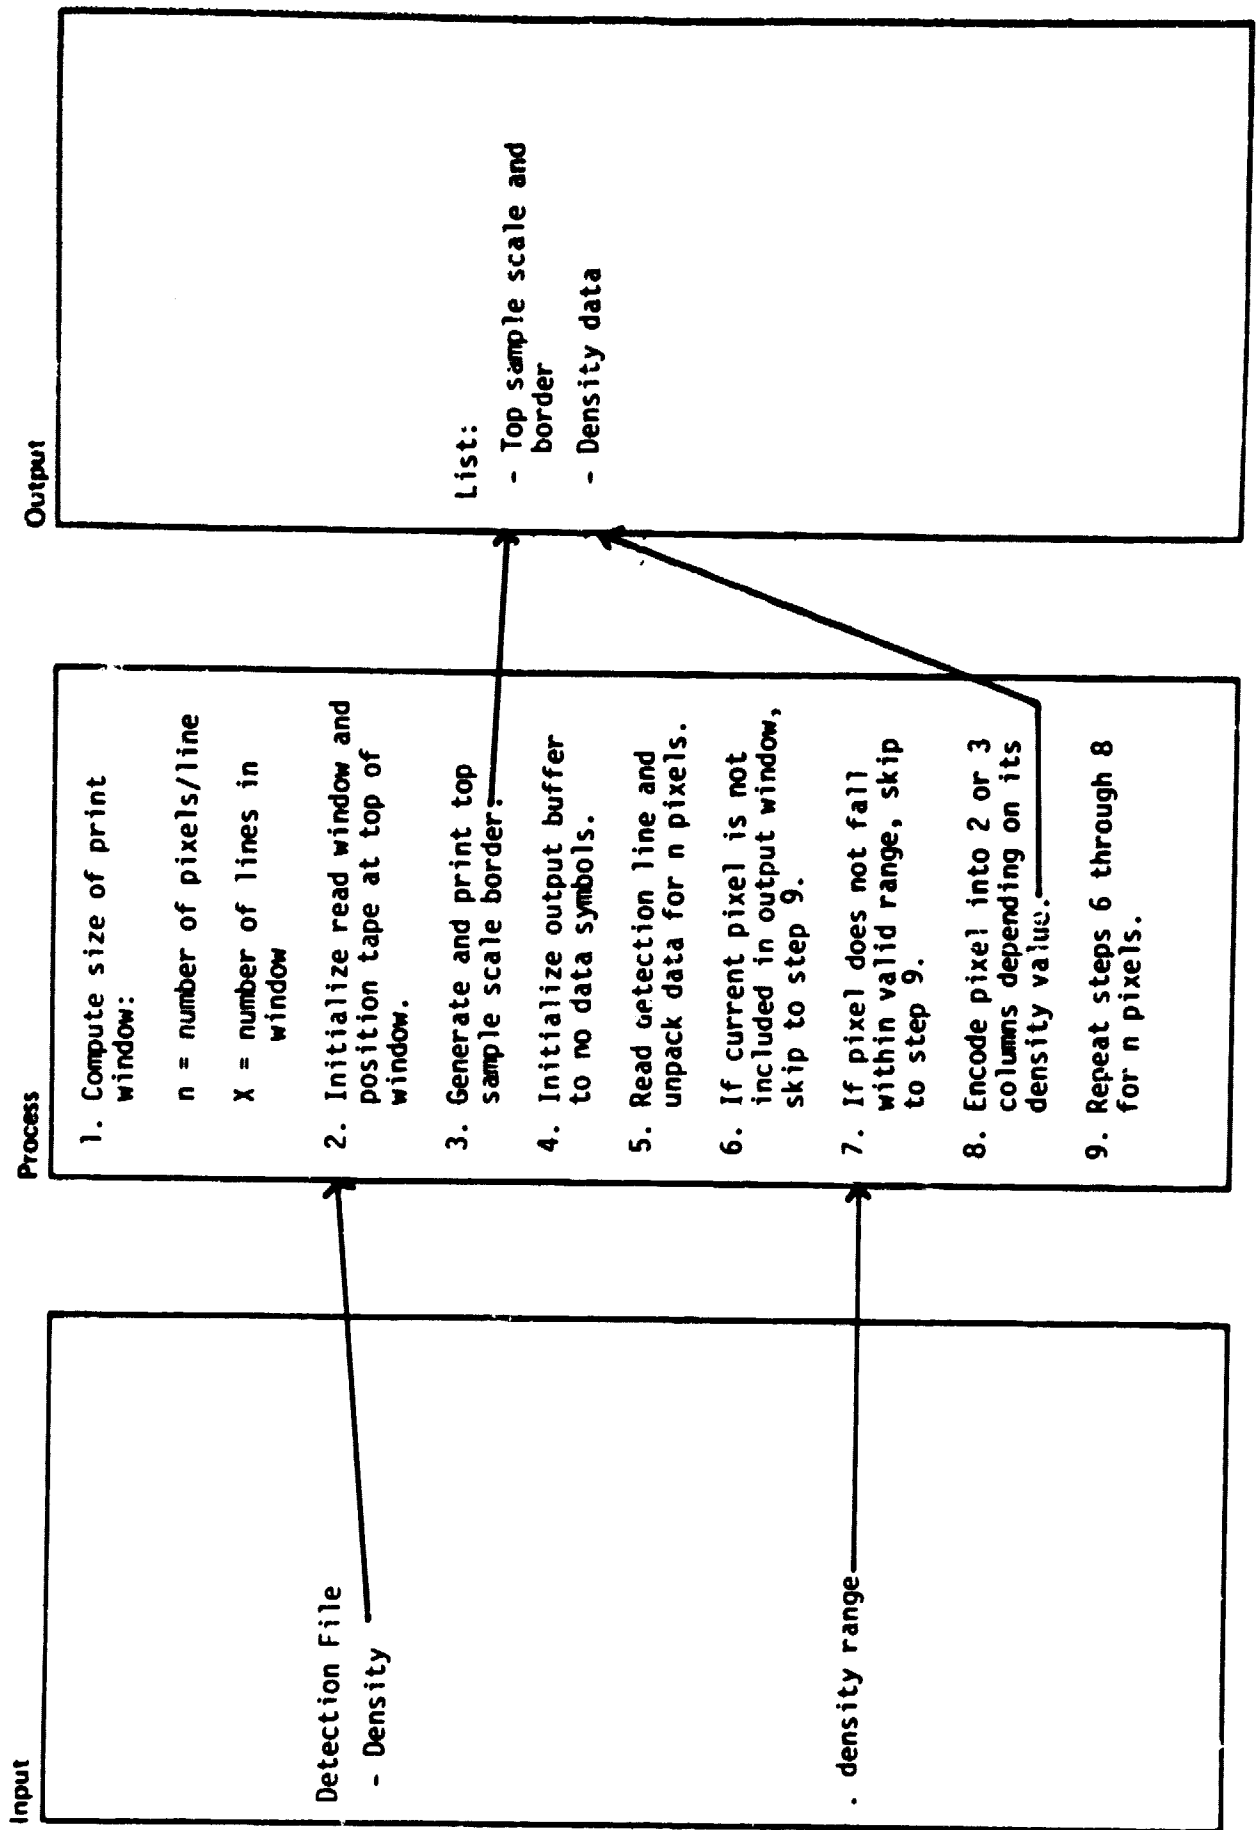 Input
Detection File
- Density
. density range
Process
1. Compute size of print
window:
n = number of pixels/line
X = number of lines in
window
2. Initialize read window and
position tape at top of
window.
3. Generate and print top
sample scale border.
4. Initialize output buffer
to no data symbols.
5. Read detection line and
unpack data for n pixels.
6. If current pixel is not
included in output window,
skip to step 9.
7. If pixel does not fall
within valid range, skip
to step 9.
8. Encode pixel into 2 or 3
columns depending on its
density value.
9. Repeat steps 6 through 8
for n pixels.
Output
List:
- Top sample scale and
border
- Density data